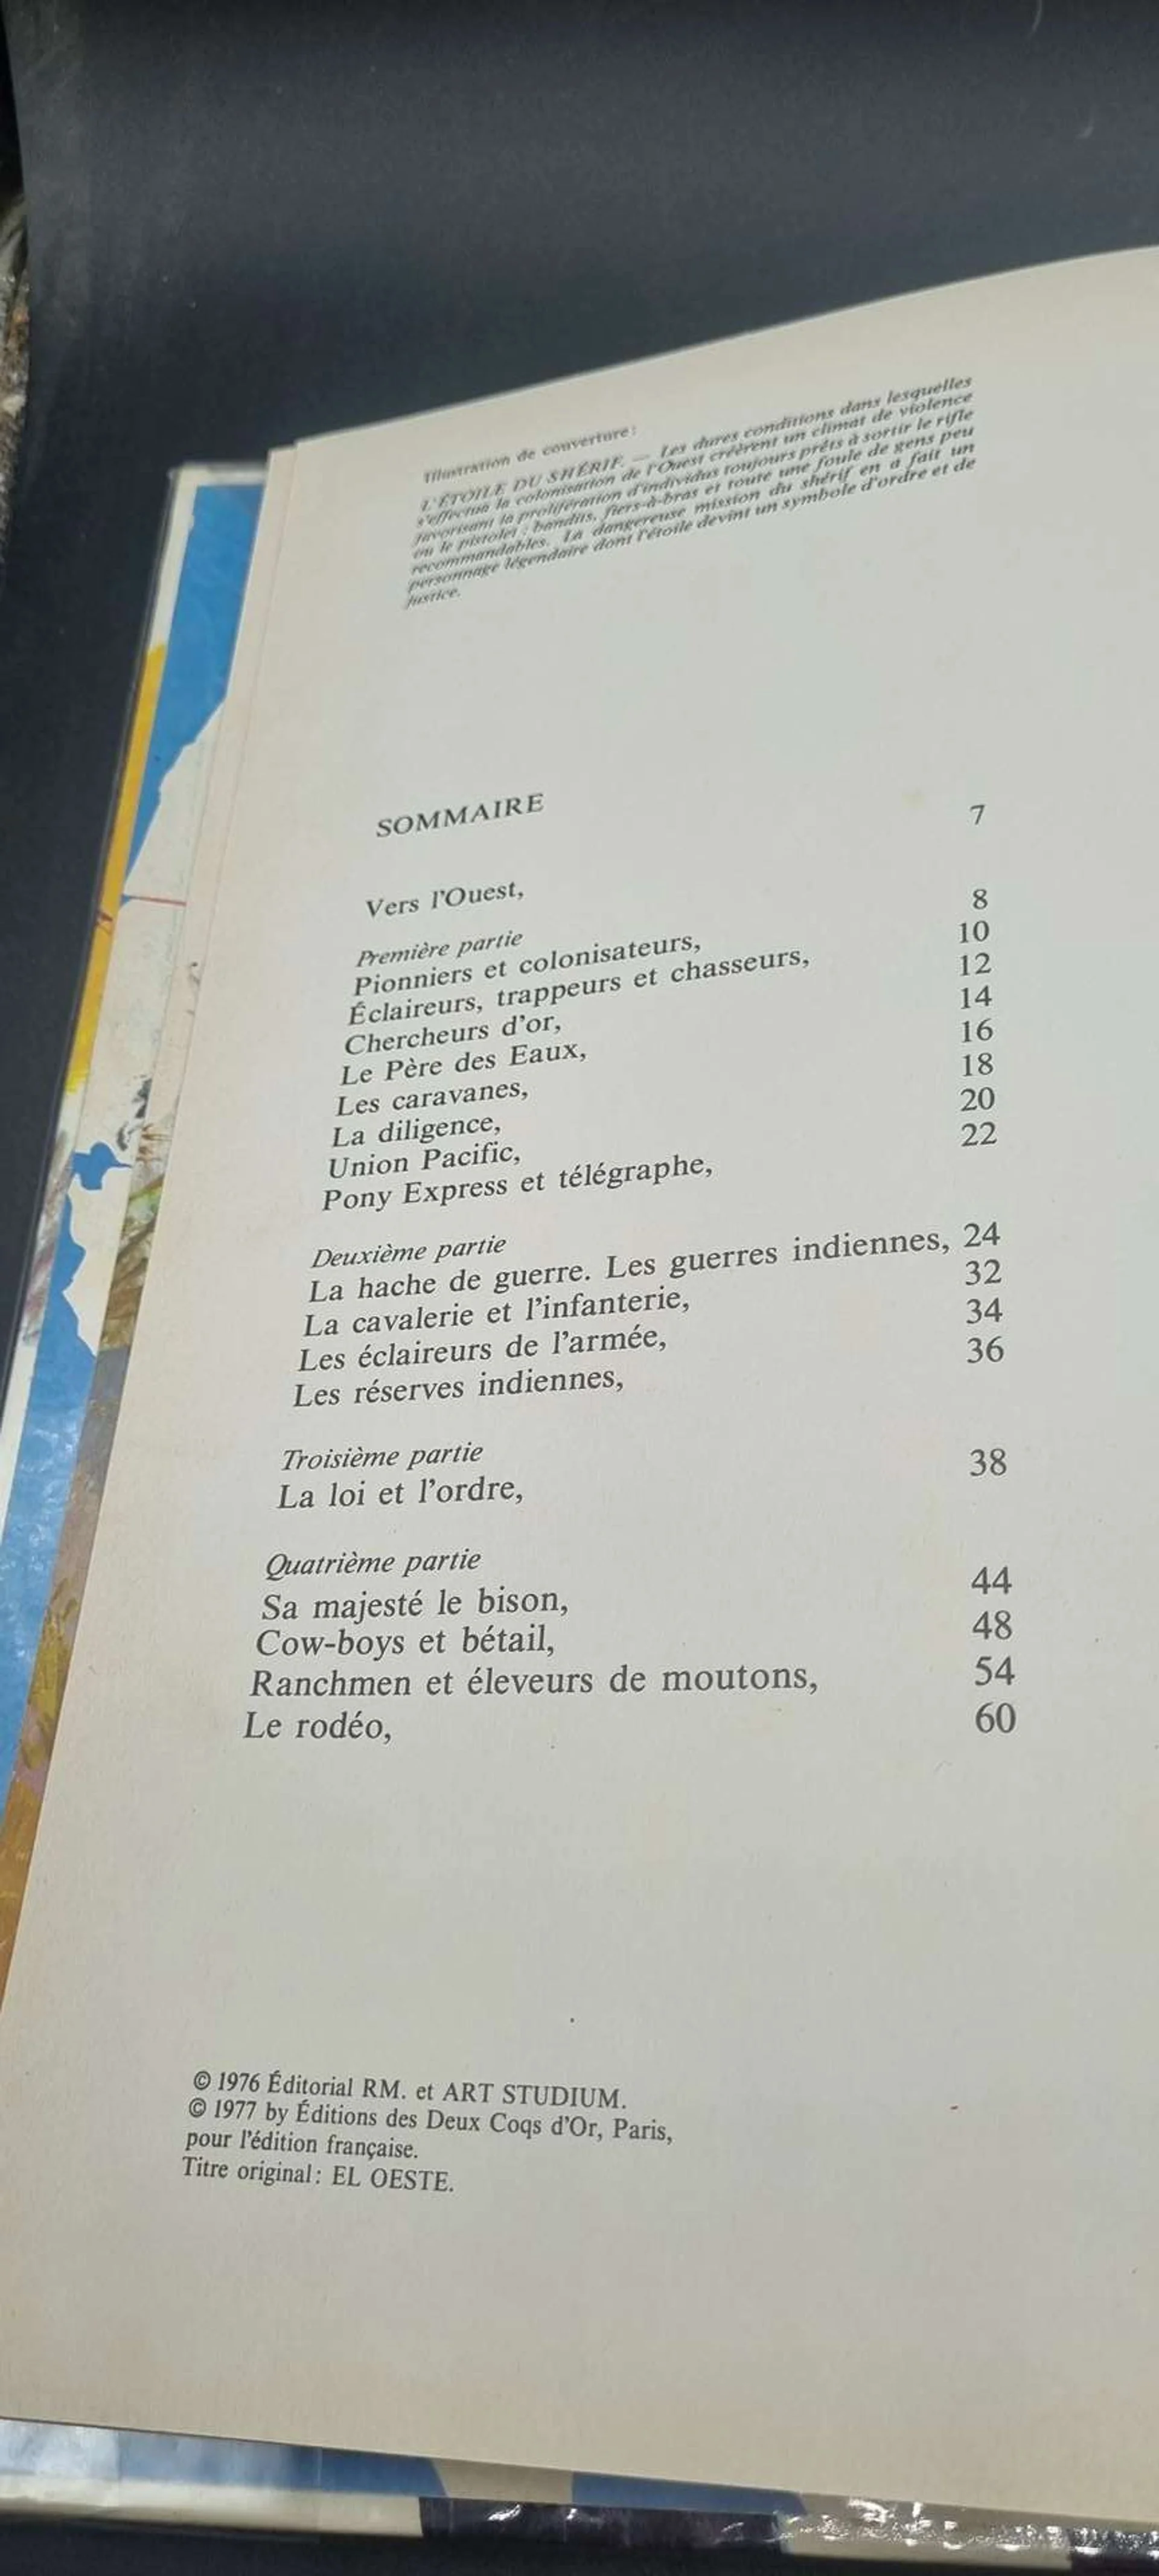 Illustration de couverture :
L'ÉTOILE DU SHÉRIF. — Les dures conditions dans lesquelles
s'effectua la colonisation de l'Ouest créèrent un climat de violence
favorisant la prolifération d'individus toujours prêts à sortir le rifle
ou le pistolet : bandits, fiers-à-bras et toute une foule de gens peu
recommandables. La dangereuse mission du shérif en a fait un
personnage légendaire dont l'étoile devint un symbole d'ordre et de
justice.
SOMMAIRE
Vers l'Ouest, 7
Première partie
Pionniers et colonisateurs, 8
Éclaireurs, trappeurs et chasseurs, 10
Chercheurs d'or, 12
Le Père des Eaux, 14
Les caravanes, 16
La diligence, 18
Union Pacific, 20
Pony Express et télégraphe, 22
Deuxième partie
La hache de guerre. Les guerres indiennes, 24
La cavalerie et l'infanterie, 32
Les éclaireurs de l'armée, 34
Les réserves indiennes, 36
Troisième partie
La loi et l'ordre, 38
Quatrième partie
Sa majesté le bison, 44
Cow-boys et bétail, 48
Ranchmen et éleveurs de moutons, 54
Le rodéo, 60
© 1976 Éditorial RM. et ART STUDIUM.
© 1977 by Éditions des Deux Coqs d'Or, Paris,
pour l'édition française.
Titre original : EL OESTE.